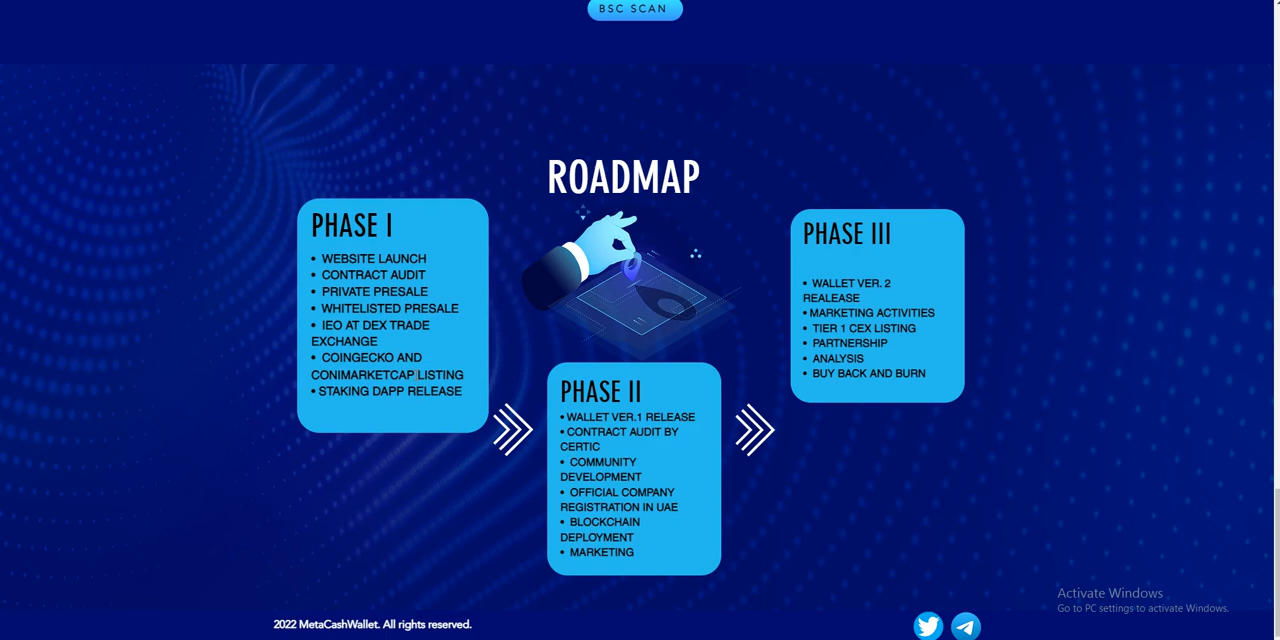 BSC SCAN
ROADMAP
PHASE I
• WEBSITE LAUNCH
• CONTRACT AUDIT
• PRIVATE PRESALE
• WHITELISTED PRESALE
• IEO AT DEX TRADE
EXCHANGE
• COINGECKO AND
CONIMARKETCAP LISTING
• STAKING DAPP RELEASE
PHASE II
• WALLET VER.1 RELEASE
• CONTRACT AUDIT BY
CERTIC
• COMMUNITY
DEVELOPMENT
• OFFICIAL COMPANY
REGISTRATION IN UAE
• BLOCKCHAIN
DEPLOYMENT
• MARKETING
PHASE III
• WALLET VER. 2
REALEASE
• MARKETING ACTIVITIES
• TIER 1 CEX LISTING
• PARTNERSHIP
• ANALYSIS
• BUY BACK AND BURN
Activate Windows
Go to PC settings to activate Windows.
2022 MetaCashWallet. All rights reserved.